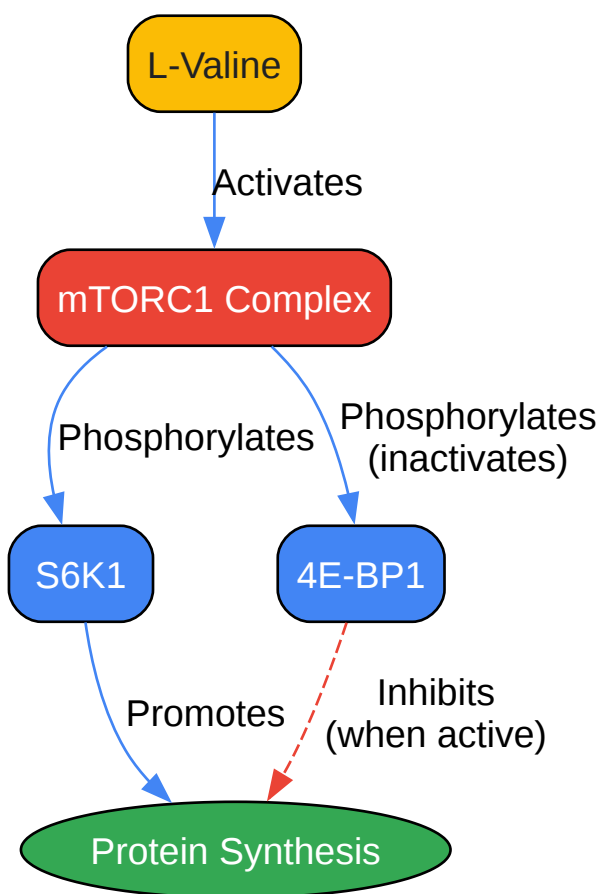 L-Valine
Activates
mTORC1 Complex
Phosphorylates
Phosphorylates
(inactivates)
S6K1
4E-BP1
Promotes
Inhibits
(when active)
Protein Synthesis